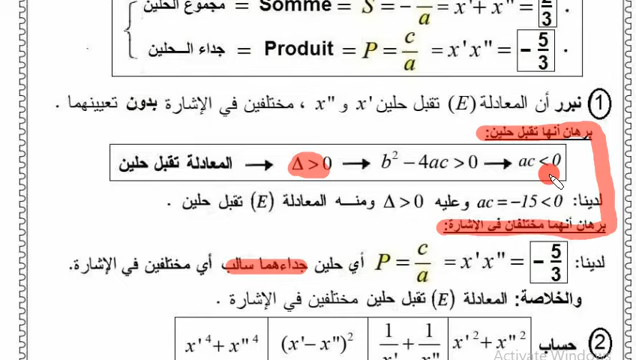 مجموع الحلين = Somme = S = − /a = x'+x" = 2/3 .
جداء الحلين = Produit = P = c/a = x'x" = − 5/3 .
1 نبرر أن المعادلة (E) تقبل حلين x' و x" ، مختلفين في الإشارة بدون تعيينهما .
برهان أنها تقبل حلين:
المعادلة تقبل حلين ← Δ > 0 ← b² − 4ac > 0 ← ac < 0
لدينا: ac = −15 < 0 وعليه Δ > 0 ومنه المعادلة (E) تقبل حلين .
برهان أنهما مختلفان في الإشارة:
لدينا: P = c/a = x'x" = − 5/3 أي حلين جداءهما سالب أي مختلفين في الإشارة.
والخلاصة: المعادلة (E) تقبل حلين مختلفين في الإشارة .
2 حساب x'² + x"² 1/x' + 1/x" (x' − x")² x'⁴ + x"⁴
Activate Windows